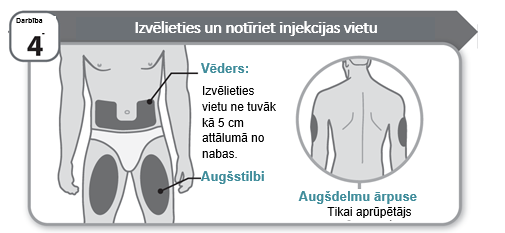 Darbība
4
Izvēlieties un notīriet injekcijas vietu
Vēders:
Izvēlieties
vietu ne tuvāk
kā 5 cm
attālumā no
nabas.
Augšstilbi
Augšdelmu ārpuse
Tikai aprūpētājs